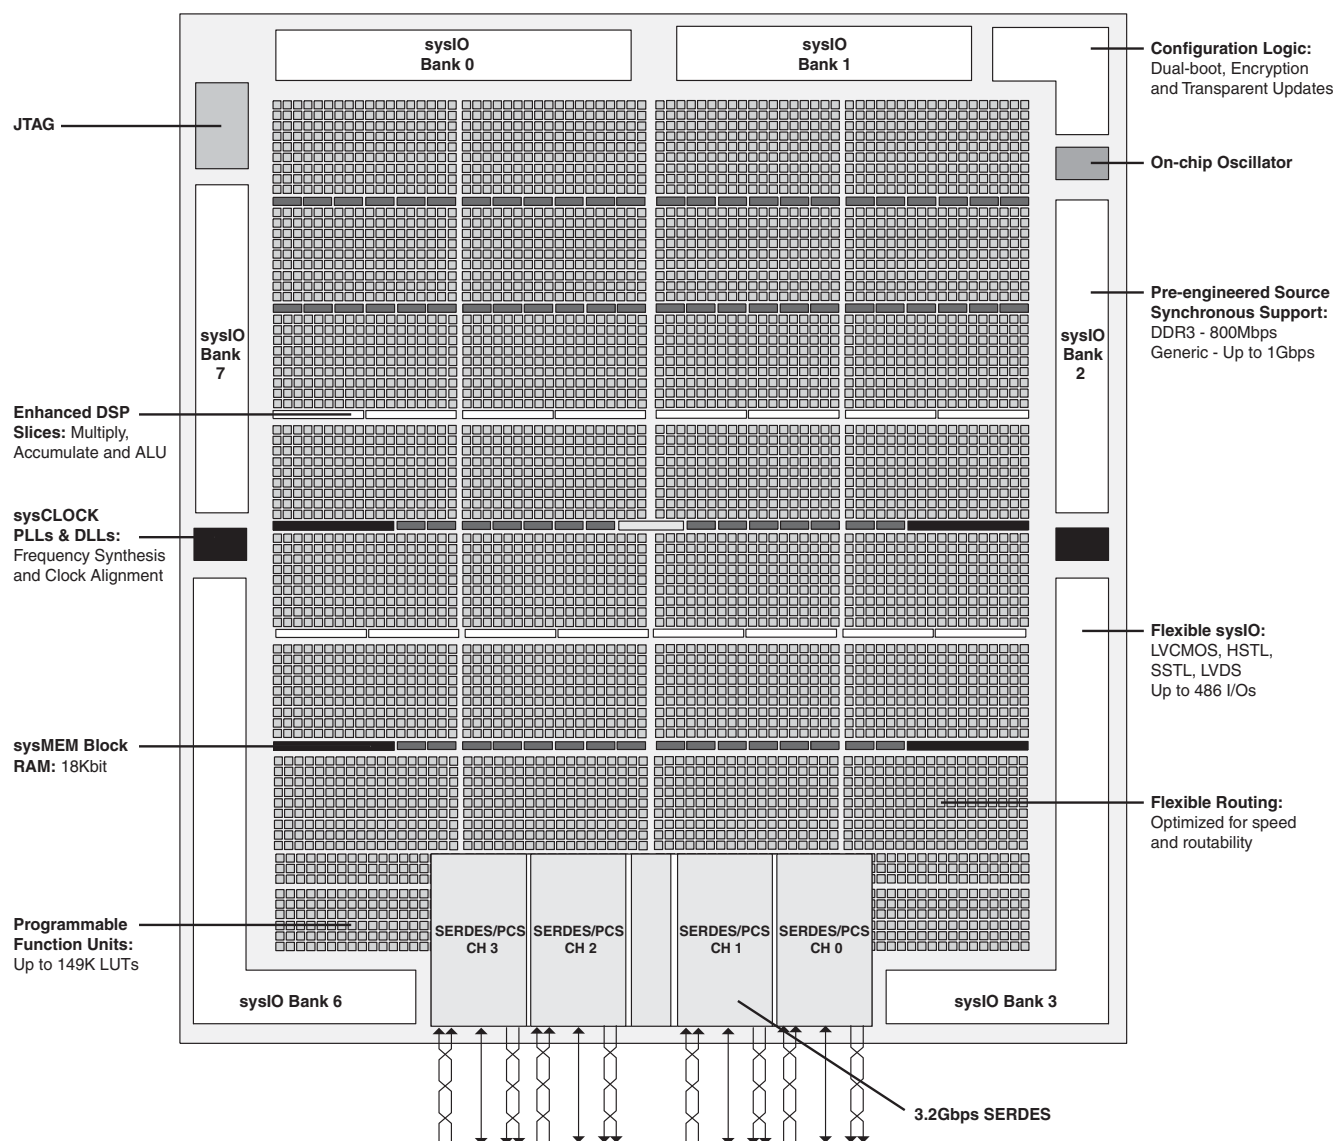 sysIO
Bank 0
sysIO
Bank 1
Configuration Logic:
Dual-boot, Encryption
and Transparent Updates
JTAG
On-chip Oscillator
sysIO
Bank
7
sysIO
Bank
2
Pre-engineered Source
Synchronous Support:
DDR3 - 800Mbps
Generic - Up to 1Gbps
Enhanced DSP
Slices: Multiply,
Accumulate and ALU
sysCLOCK
PLLs & DLLs:
Frequency Synthesis
and Clock Alignment
Flexible sysIO:
LVCMOS, HSTL,
SSTL, LVDS
Up to 486 I/Os
sysMEM Block
RAM: 18Kbit
Flexible Routing:
Optimized for speed
and routability
Programmable
Function Units:
Up to 149K LUTs
SERDES/PCS
CH 3
SERDES/PCS
CH 2
SERDES/PCS
CH 1
SERDES/PCS
CH 0
sysIO Bank 6
sysIO Bank 3
3.2Gbps SERDES